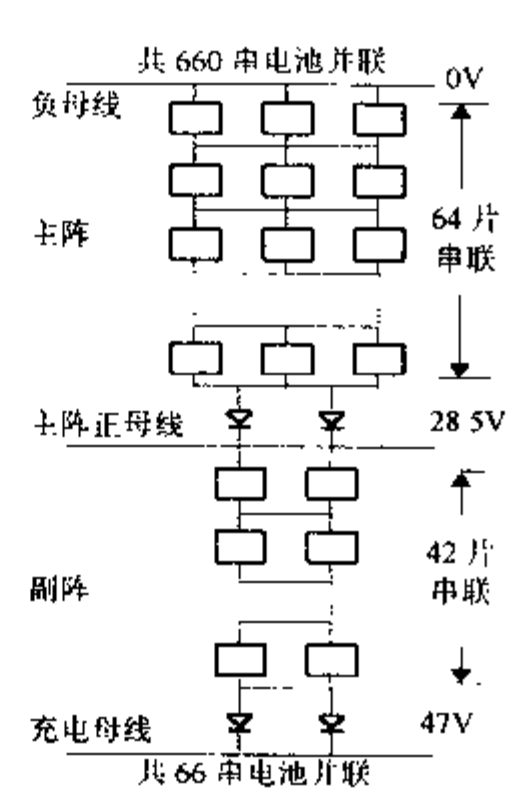 共 660 串电池并联
0V
负母线
64 片
串联
主阵
主阵正母线
28 5V
42 片
串联
副阵
充电母线
47V
共 66 串电池并联